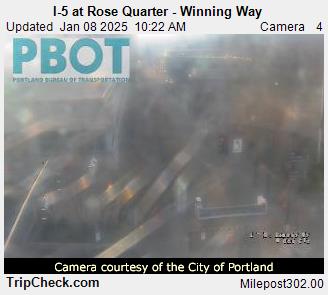 I-5 at Rose Quarter - Winning Way
Updated Jan 08 2025 10:22 AM Camera 4
PBOT
PORTLAND BUREAU OF TRANSPORTATION
Camera courtesy of the City of Portland
TripCheck.com Milepost302.00